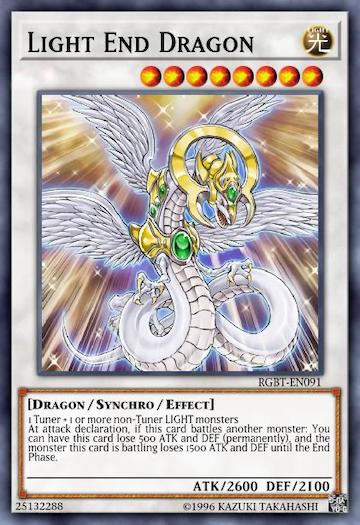 LIGHT END DRAGON
LIGHT
光
RGBT-EN091
[DRAGON / SYNCHRO / EFFECT]
1 Tuner + 1 or more non-Tuner LIGHT monsters
At attack declaration, if this card battles another monster: You
can have this card lose 500 ATK and DEF (permanently), and the
monster this card is battling loses 1500 ATK and DEF until the End
Phase.
ATK/2600 DEF/2100
25132288
©1996 KAZUKI TAKAHASHI